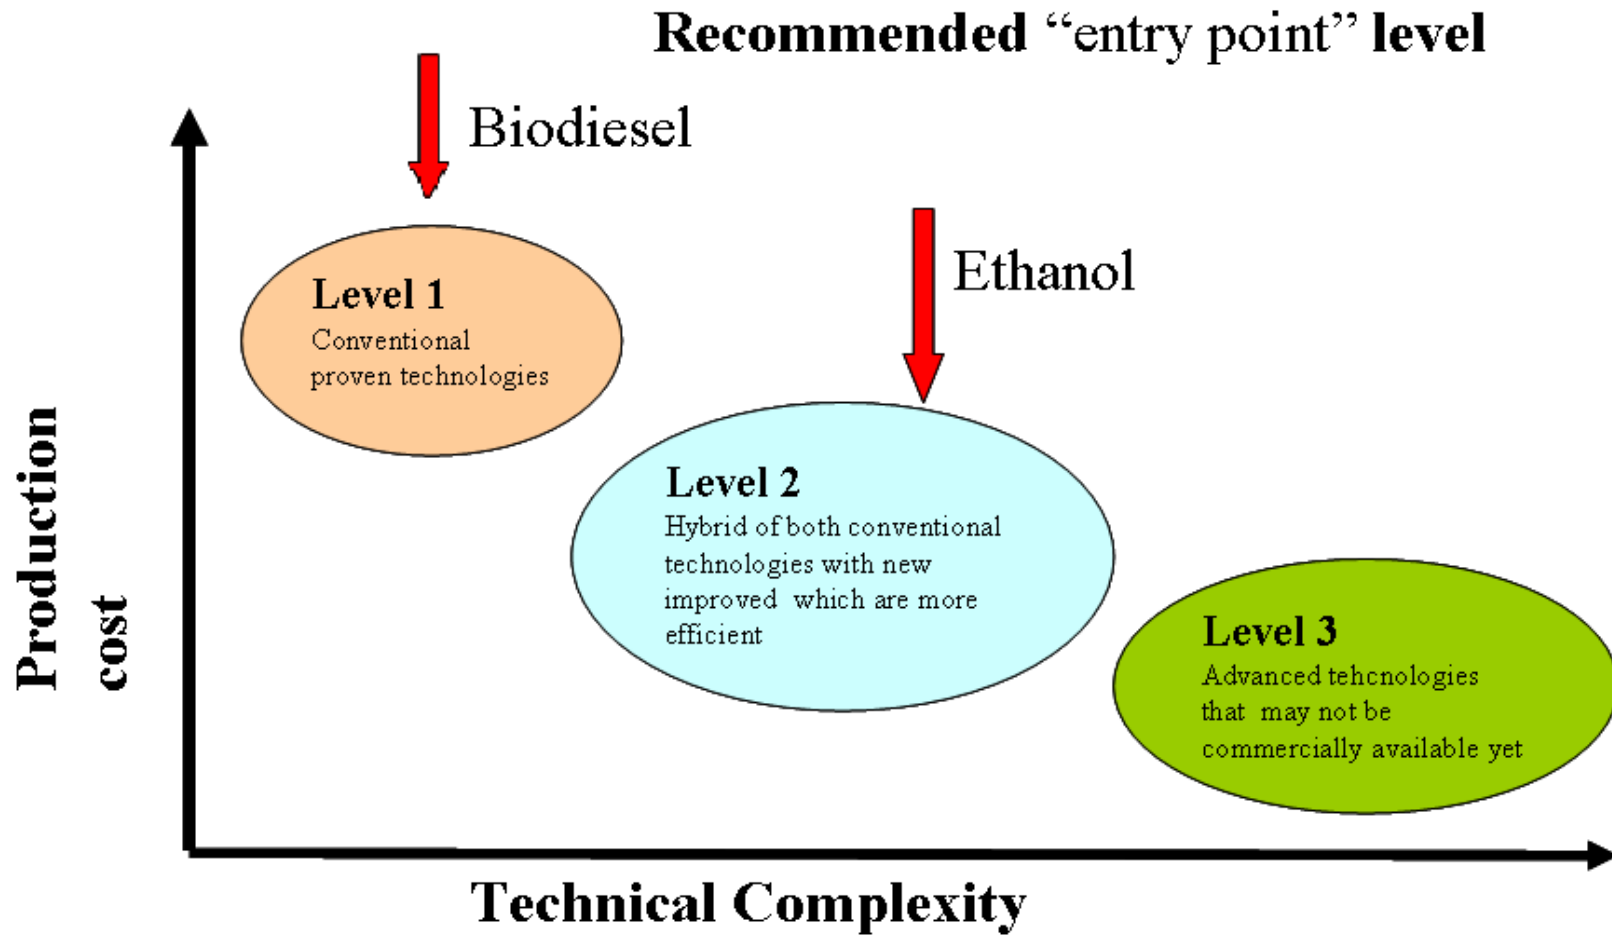 Recommended “entry point” level
Biodiesel
Ethanol
Level 1
Conventional
proven technologies
Level 2
Hybrid of both conventional
technologies with new
improved which are more
efficient
Level 3
Advanced tehcnologies
that may not be
commercially available yet
Production
cost
Technical Complexity